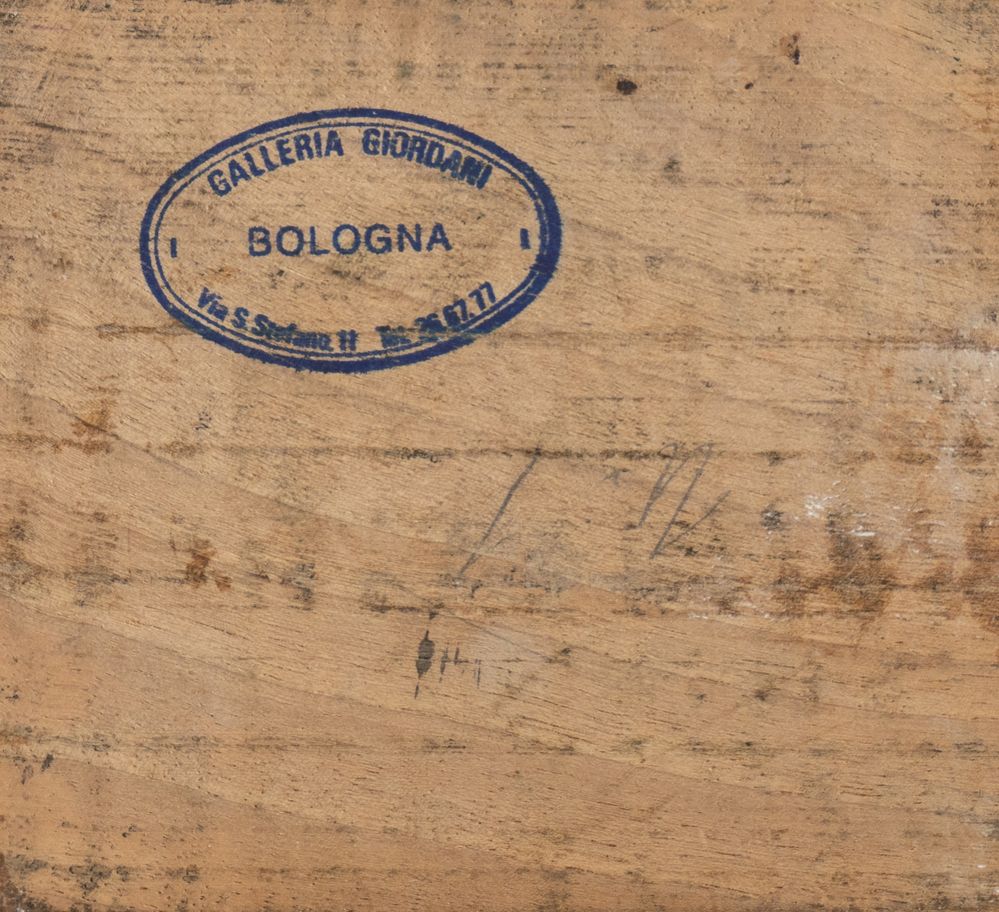 GALLERIA GIORDANI
BOLOGNA
Via S. Stefano, 11 Tel. 26.67.77